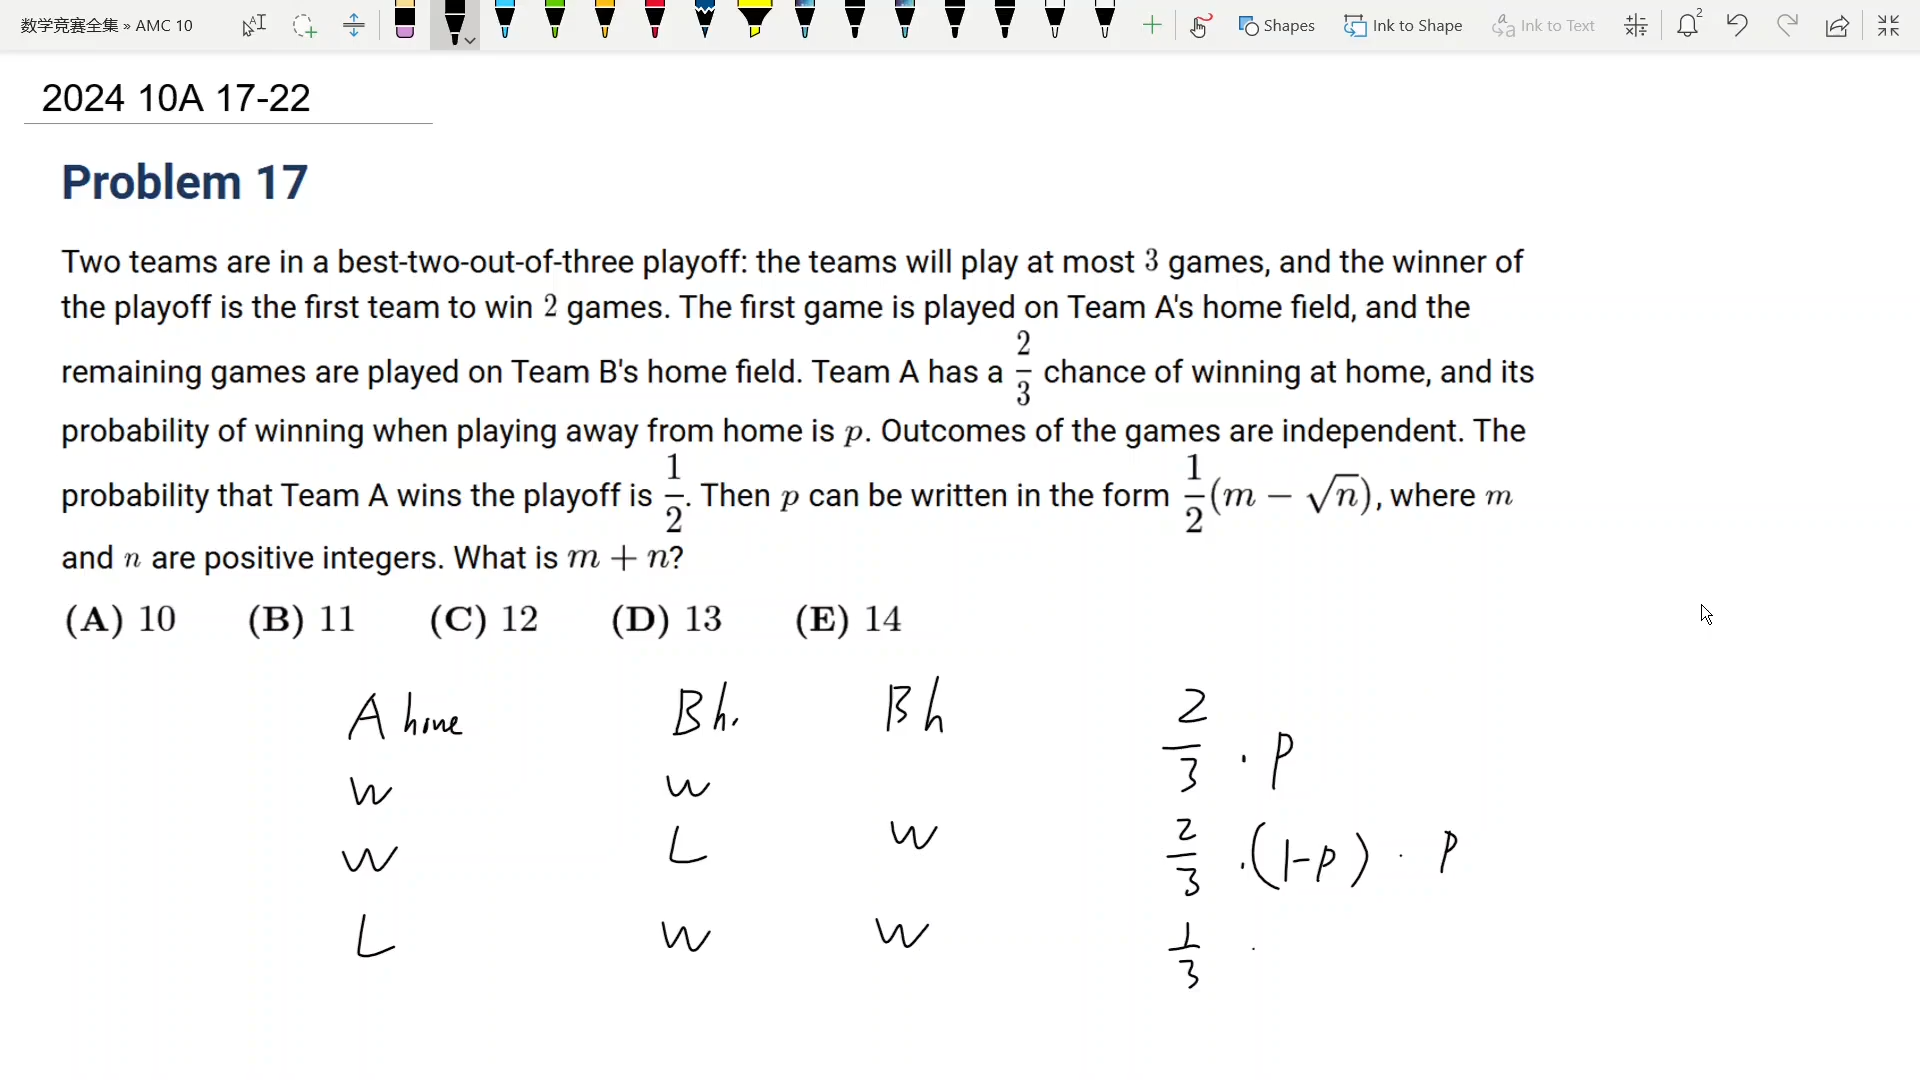 数学竞赛全集 » AMC 10
Shapes
Ink to Shape
Ink to Text
2
2024 10A 17-22
Problem 17
Two teams are in a best-two-out-of-three playoff: the teams will play at most 3 games, and the winner of
the playoff is the first team to win 2 games. The first game is played on Team A's home field, and the
remaining games are played on Team B's home field. Team A has a 2/3 chance of winning at home, and its
probability of winning when playing away from home is p. Outcomes of the games are independent. The
probability that Team A wins the playoff is 1/2. Then p can be written in the form 1/2(m − √n), where m
and n are positive integers. What is m + n?
(A) 10 (B) 11 (C) 12 (D) 13 (E) 14
A home Bh. Bh
W W 2/3 · p
W L W 2/3 · (1-p) · p
L W W 1/3 ·